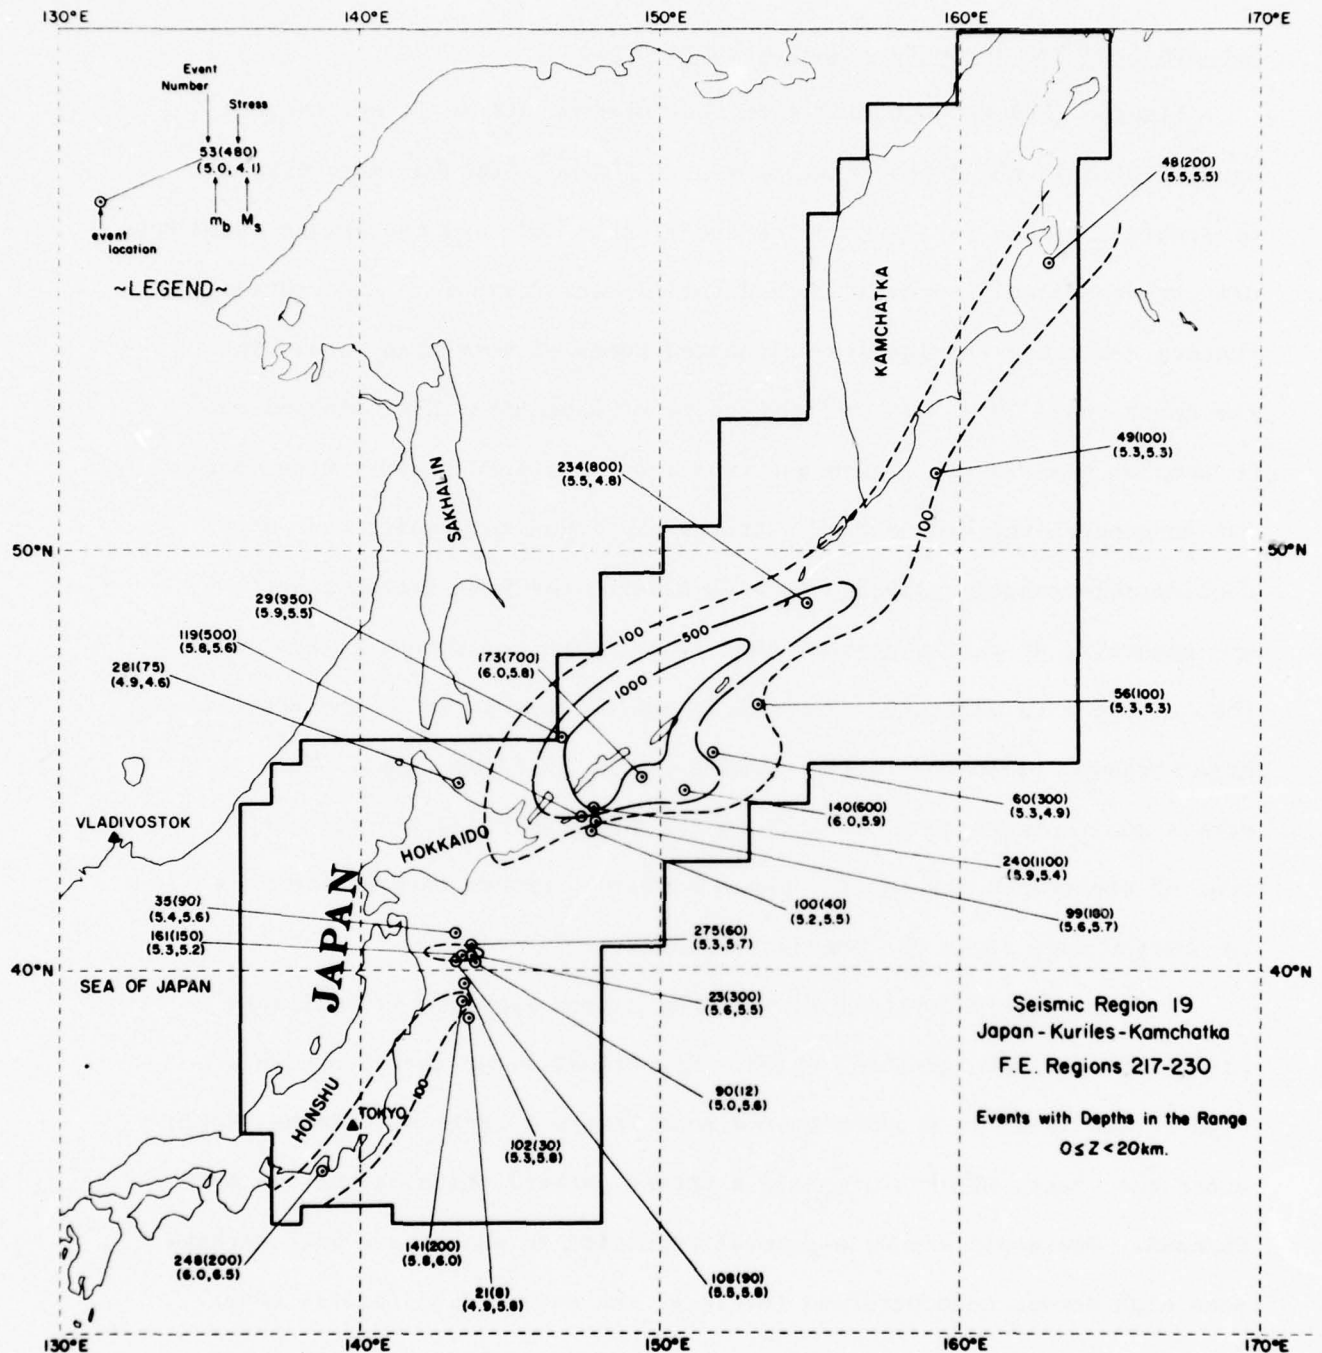 130°E 140°E 150°E 160°E 170°E
Event
Number
Stress
53(480)
(5.0, 4.1)
mb Ms
event
location
~LEGEND~
48(200)
(5.5, 5.5)
KAMCHATKA
49(100)
(5.3, 5.3)
234(800)
(5.5, 4.8)
SAKHALIN
100
50°N 50°N
29(950)
(5.9, 5.5)
119(500)
(5.8, 5.6)
281(75)
(4.9, 4.6)
173(700)
(6.0, 5.8)
100
500
1000
56(100)
(5.3, 5.3)
60(300)
(5.3, 4.9)
140(600)
(6.0, 5.9)
VLADIVOSTOK
HOKKAIDO
240(1100)
(5.9, 5.4)
100(40)
(5.2, 5.5)
99(180)
(5.6, 5.7)
JAPAN
35(90)
(5.4, 5.6)
161(150)
(5.3, 5.2)
275(60)
(5.3, 5.7)
40°N 40°N
SEA OF JAPAN
23(300)
(5.6, 5.5)
Seismic Region 19
Japan - Kuriles - Kamchatka
F.E. Regions 217-230
Events with Depths in the Range
0 ≤ Z < 20 km.
90(12)
(5.0, 5.6)
HONSHU
TOKYO
100
102(30)
(5.3, 5.8)
248(200)
(6.0, 6.5)
141(200)
(5.8, 6.0)
108(90)
(5.5, 5.8)
21(8)
(4.9, 5.8)
130°E 140°E 150°E 160°E 170°E